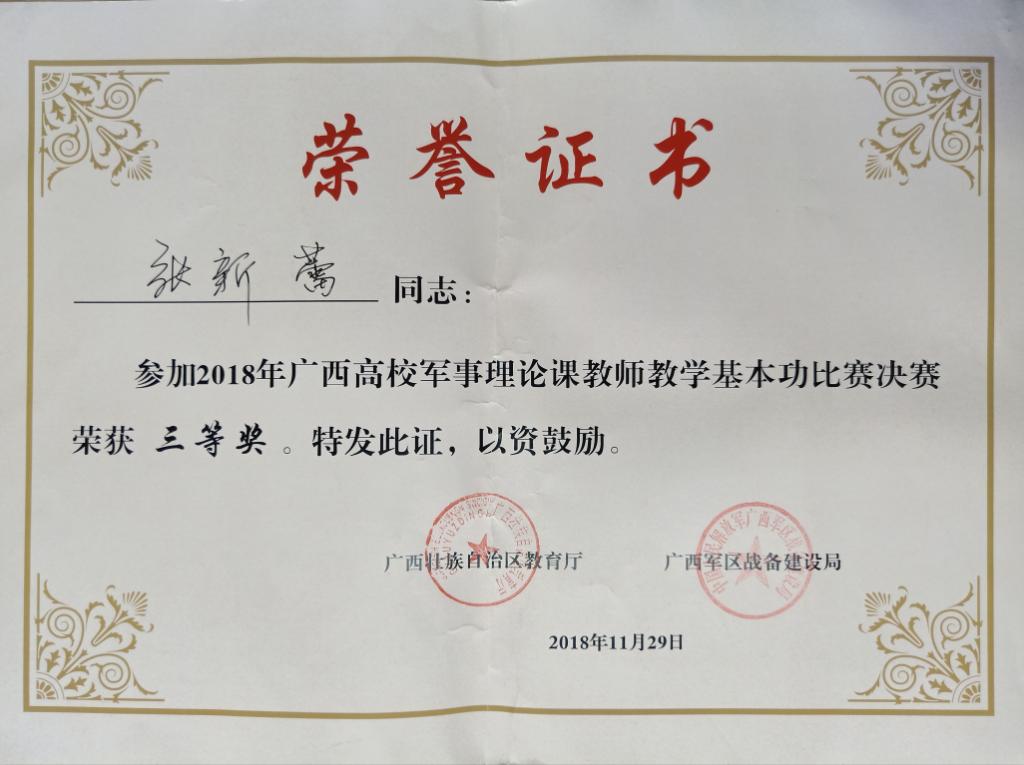 荣誉证书
张新蕾 同志：
参加2018年广西高校军事理论课教师教学基本功比赛决赛
荣获 三等奖 。特发此证，以资鼓励。
广西壮族自治区教育厅
广西军区战备建设局
2018年11月29日